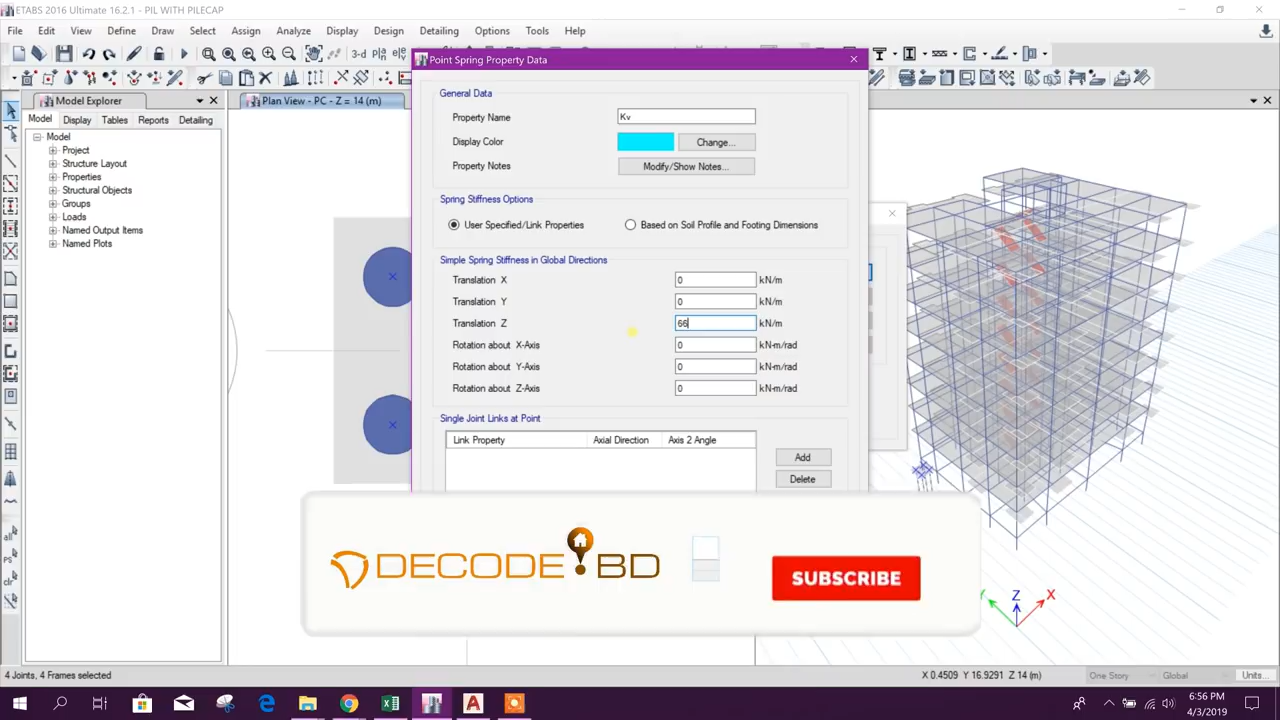 ETABS 2016 Ultimate 16.2.1 - PIL WITH PILECAP
File Edit View Define Draw Select Assign Analyze Display Design Detailing Options Tools Help
3-d
Model Explorer
Plan View - PC - Z = 14 (m)
Model Display Tables Reports Detailing
Model
Project
Structure Layout
Properties
Structural Objects
Groups
Loads
Named Output Items
Named Plots
Point Spring Property Data
General Data
Property Name Kv
Display Color Change...
Property Notes Modify/Show Notes...
Spring Stiffness Options
User Specified/Link Properties Based on Soil Profile and Footing Dimensions
Simple Spring Stiffness in Global Directions
Translation X 0 kN/m
Translation Y 0 kN/m
Translation Z 66 kN/m
Rotation about X-Axis 0 kN-m/rad
Rotation about Y-Axis 0 kN-m/rad
Rotation about Z-Axis 0 kN-m/rad
Single Joint Links at Point
Link Property Axial Direction Axis 2 Angle
Add
Delete
DECODE BD
SUBSCRIBE
Z
X
4 Joints, 4 Frames selected
X 0.4509 Y 16.9291 Z 14 (m)
One Story Global Units...
6:56 PM
4/3/2019